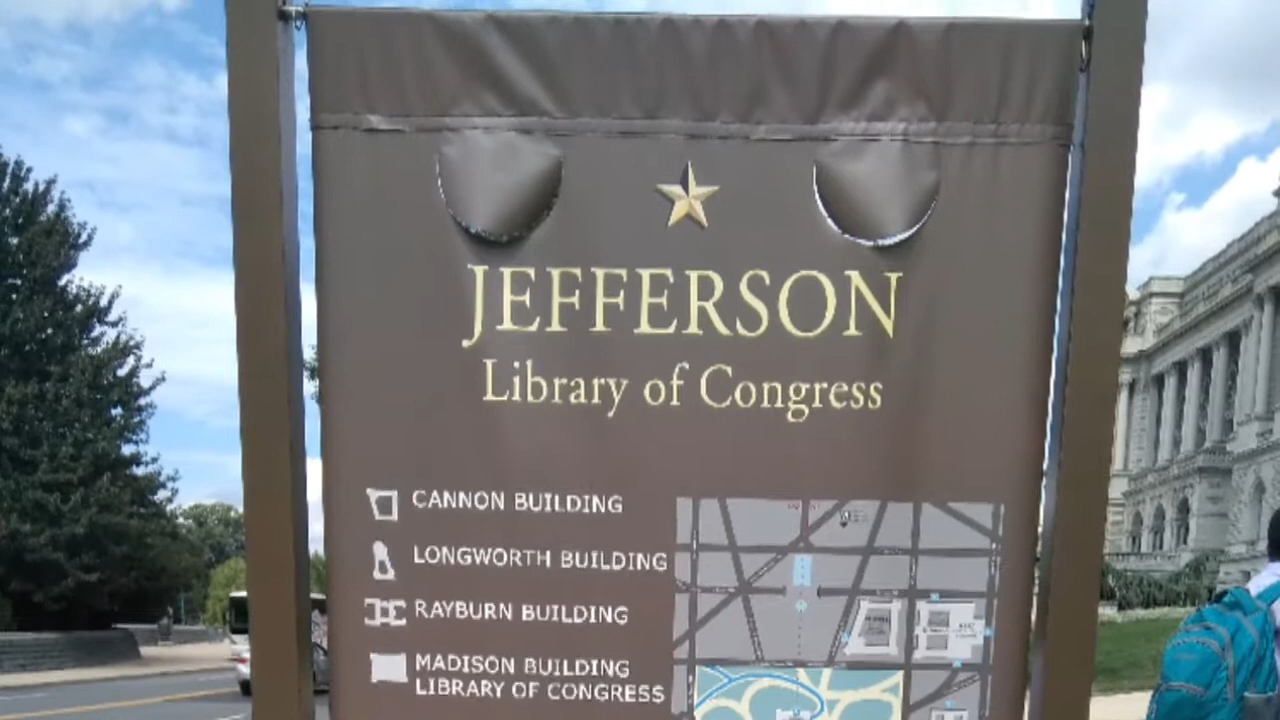 JEFFERSON
Library of Congress
CANNON BUILDING
LONGWORTH BUILDING
RAYBURN BUILDING
MADISON BUILDING
LIBRARY OF CONGRESS